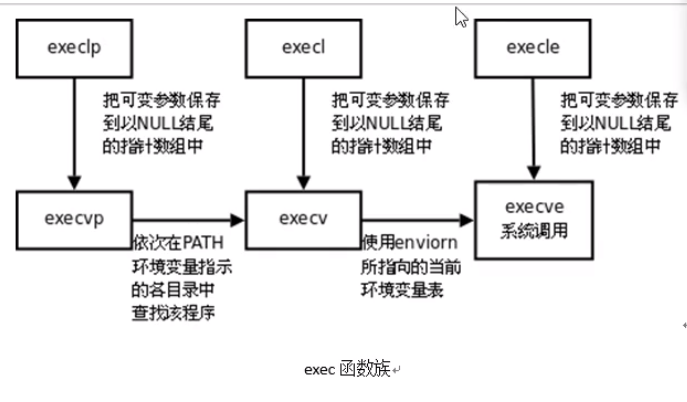 execlp
execl
execle
把可变参数保存
到以NULL结尾
的指针数组中
把可变参数保存
到以NULL结尾
的指针数组中
把可变参数保存
到以NULL结尾
的指针数组中
execvp
execv
execve
系统调用
依次在PATH
环境变量指示
的各目录中
查找该程序
使用enviorn
所指向的当前
环境变量表
exec 函数族